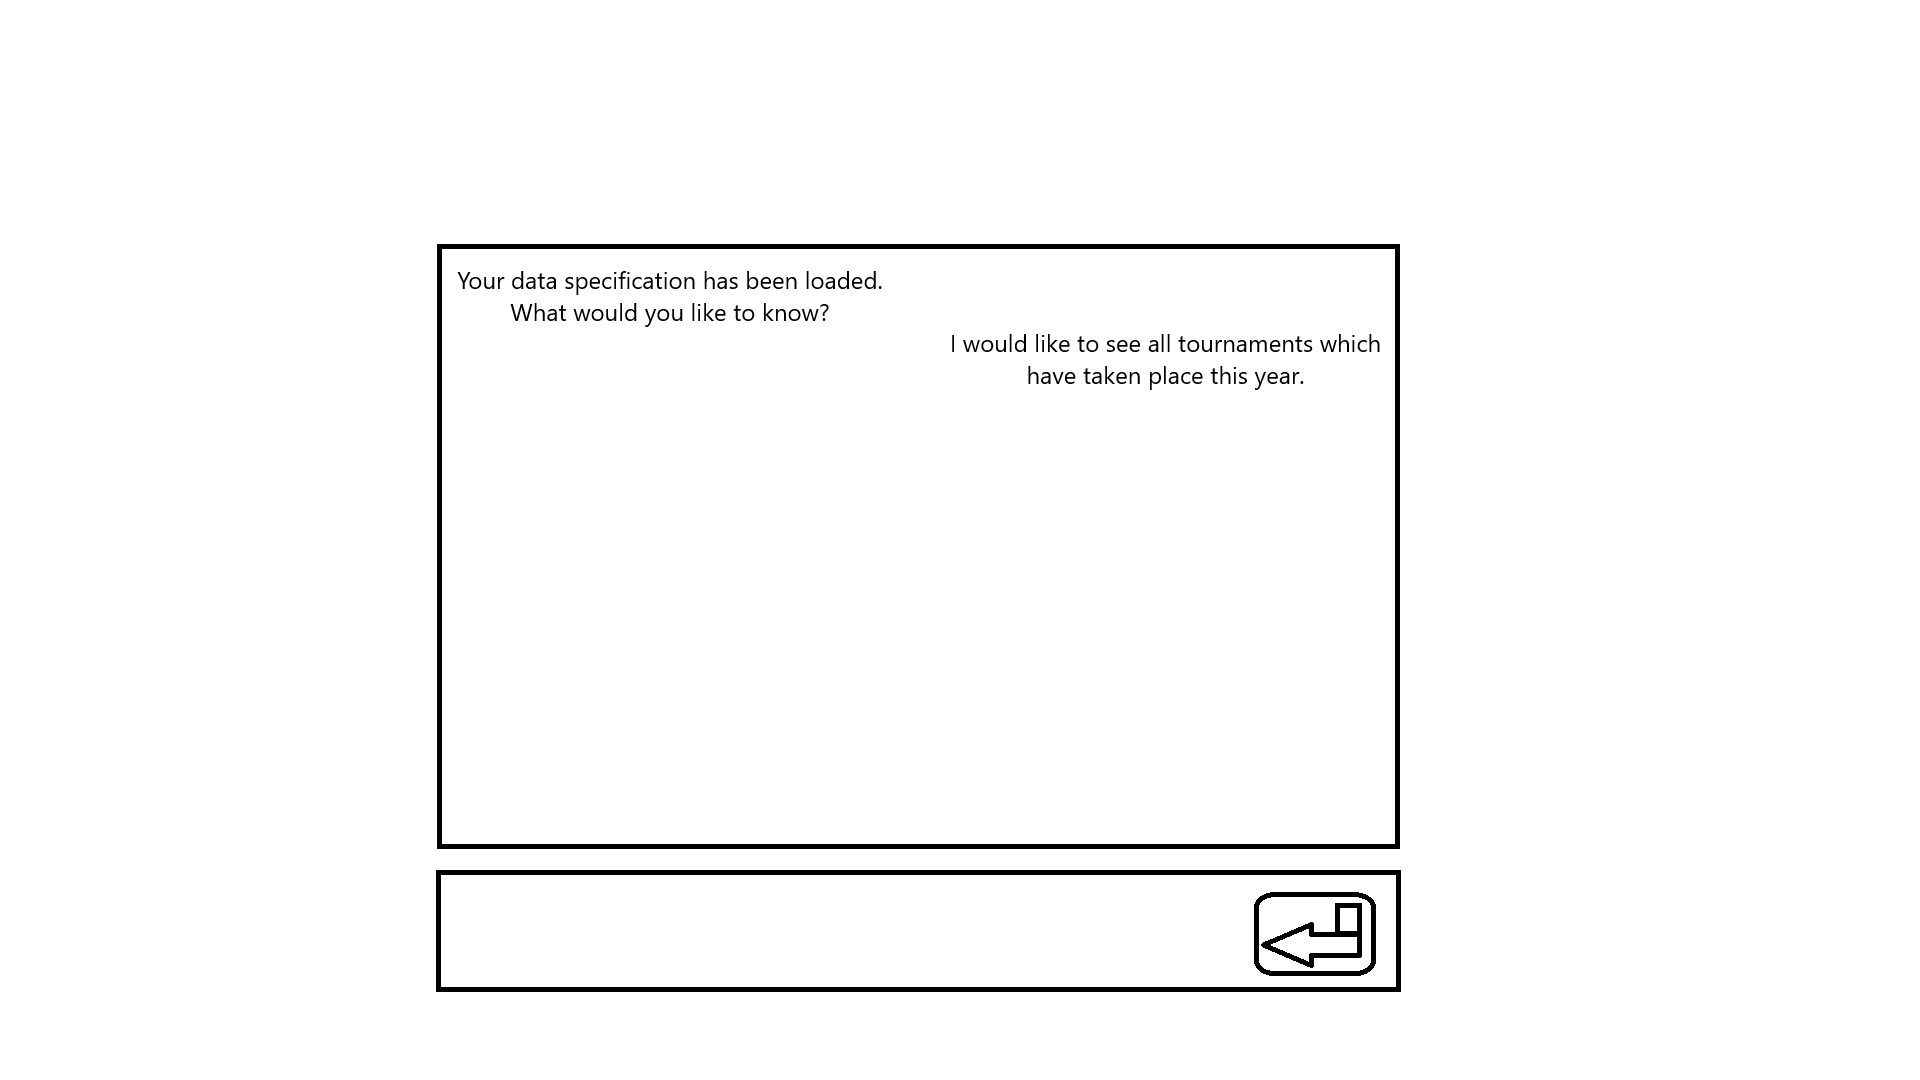 Your data specification has been loaded.
What would you like to know?
I would like to see all tournaments which
have taken place this year.